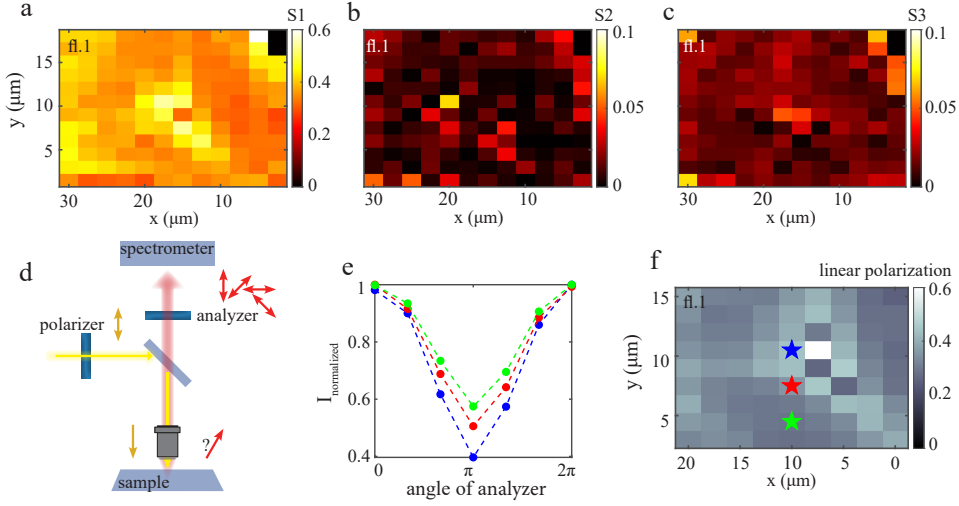 a
S1
fl.1
0.6
0.4
0.2
0
15
10
5
y (μm)
30
20
10
x (μm)
b
S2
fl.1
0.1
0.05
0
30
20
10
x (μm)
c
S3
fl.1
0.1
0.05
0
30
20
10
x (μm)
d
spectrometer
polarizer
analyzer
?
sample
e
1
0.8
0.6
0.4
I normalized
0
π
2π
angle of analyzer
f
linear polarization
fl.1
0.6
0.4
0.2
0
15
10
5
y (μm)
20
15
10
5
0
x (μm)